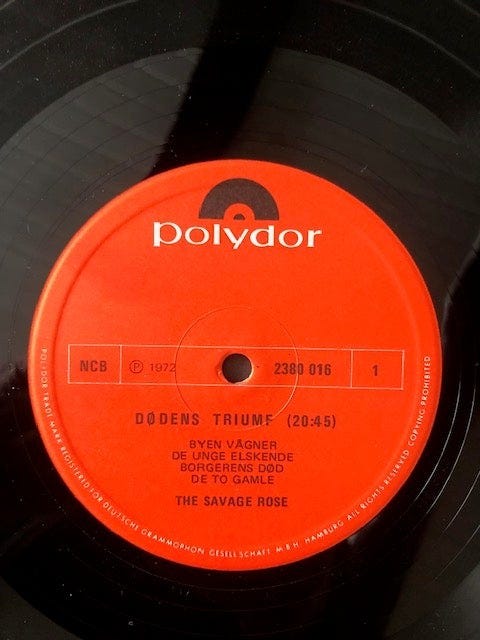 polydor
NCB ℗ 1972 2380 016 1
DØDENS TRIUMF (20:45)
BYEN VÅGNER
DE UNGE ELSKENDE
BORGERENS DØD
DE TO GAMLE
THE SAVAGE ROSE
POLYDOR TRADE MARK REGISTERED FOR DEUTSCHE GRAMMOPHON GESELLSCHAFT M.B.H. HAMBURG ALL RIGHTS RESERVED COPYING PROHIBITED